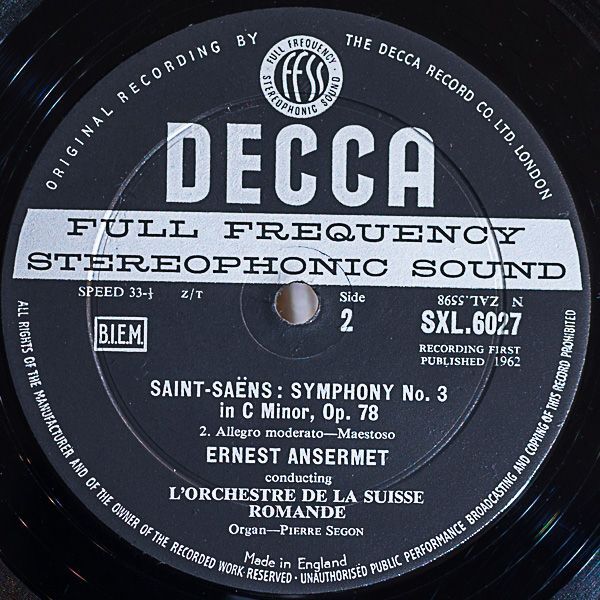 ORIGINAL RECORDING BY THE DECCA RECORD CO. LTD. LONDON
FULL FREQUENCY
FFSS
STEREOPHONIC SOUND
DECCA
FULL FREQUENCY
STEREOPHONIC SOUND
SPEED 33-⅓ Z/T
Side
2
N ZAL.5598
SXL.6027
B.I.E.M.
RECORDING FIRST
PUBLISHED 1962
SAINT-SAËNS: SYMPHONY No. 3
in C Minor, Op. 78
2. Allegro moderato—Maestoso
ERNEST ANSERMET
conducting
L'ORCHESTRE DE LA SUISSE
ROMANDE
Organ—PIERRE SEGON
Made in England
ALL RIGHTS OF THE MANUFACTURER AND OF THE OWNER OF THE RECORDED WORK RESERVED · UNAUTHORISED PUBLIC PERFORMANCE BROADCASTING AND COPYING OF THIS RECORD PROHIBITED